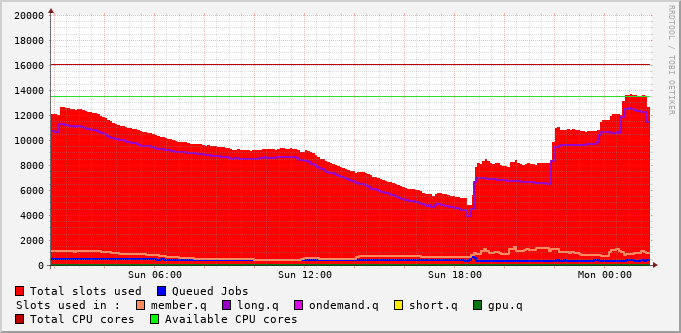 20000
18000
16000
14000
12000
10000
8000
6000
4000
2000
0
Sun 06:00 Sun 12:00 Sun 18:00 Mon 00:00
Total slots used Queued Jobs
Slots used in : member.q long.q ondemand.q short.q gpu.q
Total CPU cores Available CPU cores
RRDTOOL / TOBI OETIKER